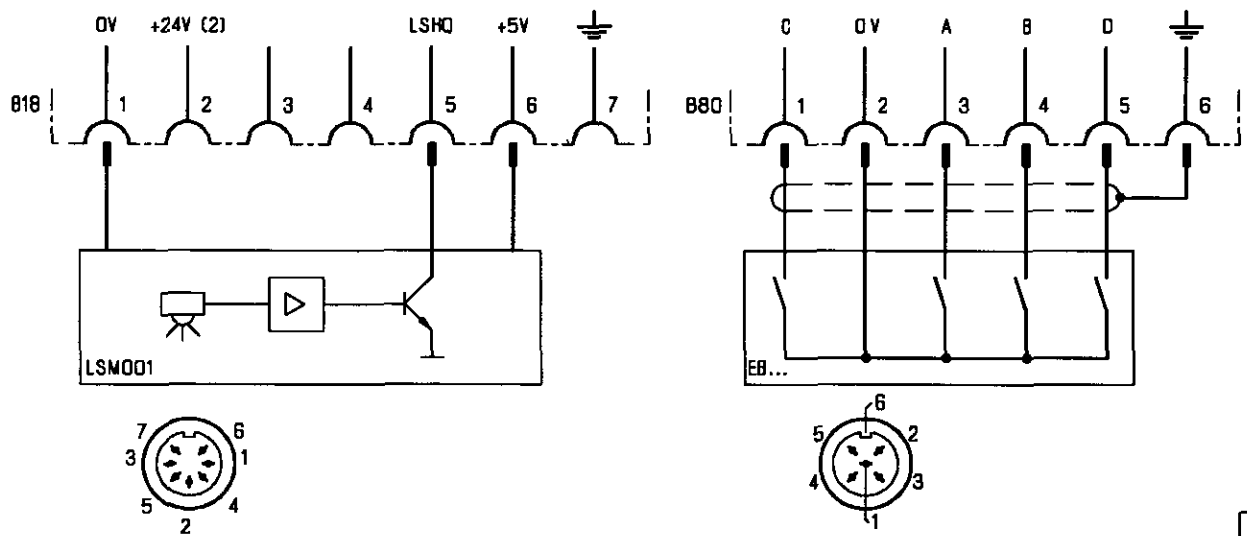 0V +24V (2) LSHQ +5V
B18 1 2 3 4 5 6 7
LSM001
7 6
3 1
5 4
2
C 0V A B D
B80 1 2 3 4 5 6
EB...
6
5 2
4 3
1